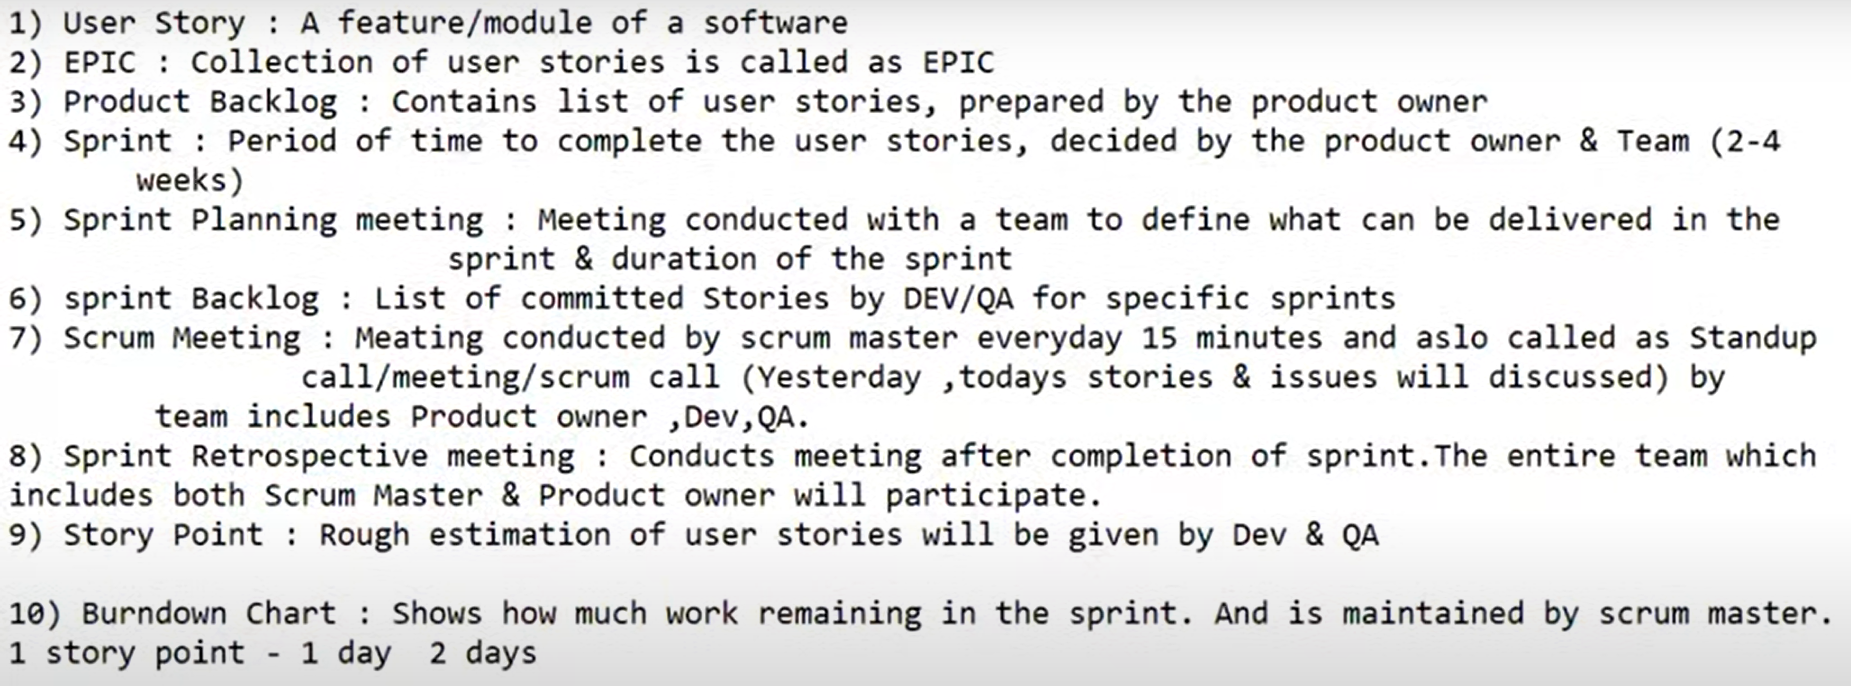 1) User Story : A feature/module of a software
2) EPIC : Collection of user stories is called as EPIC
3) Product Backlog : Contains list of user stories, prepared by the product owner
4) Sprint : Period of time to complete the user stories, decided by the product owner & Team (2-4
weeks)
5) Sprint Planning meeting : Meeting conducted with a team to define what can be delivered in the
sprint & duration of the sprint
6) sprint Backlog : List of committed Stories by DEV/QA for specific sprints
7) Scrum Meeting : Meating conducted by scrum master everyday 15 minutes and aslo called as Standup
call/meeting/scrum call (Yesterday ,todays stories & issues will discussed) by
team includes Product owner ,Dev,QA.
8) Sprint Retrospective meeting : Conducts meeting after completion of sprint.The entire team which
includes both Scrum Master & Product owner will participate.
9) Story Point : Rough estimation of user stories will be given by Dev & QA
10) Burndown Chart : Shows how much work remaining in the sprint. And is maintained by scrum master.
1 story point - 1 day  2 days